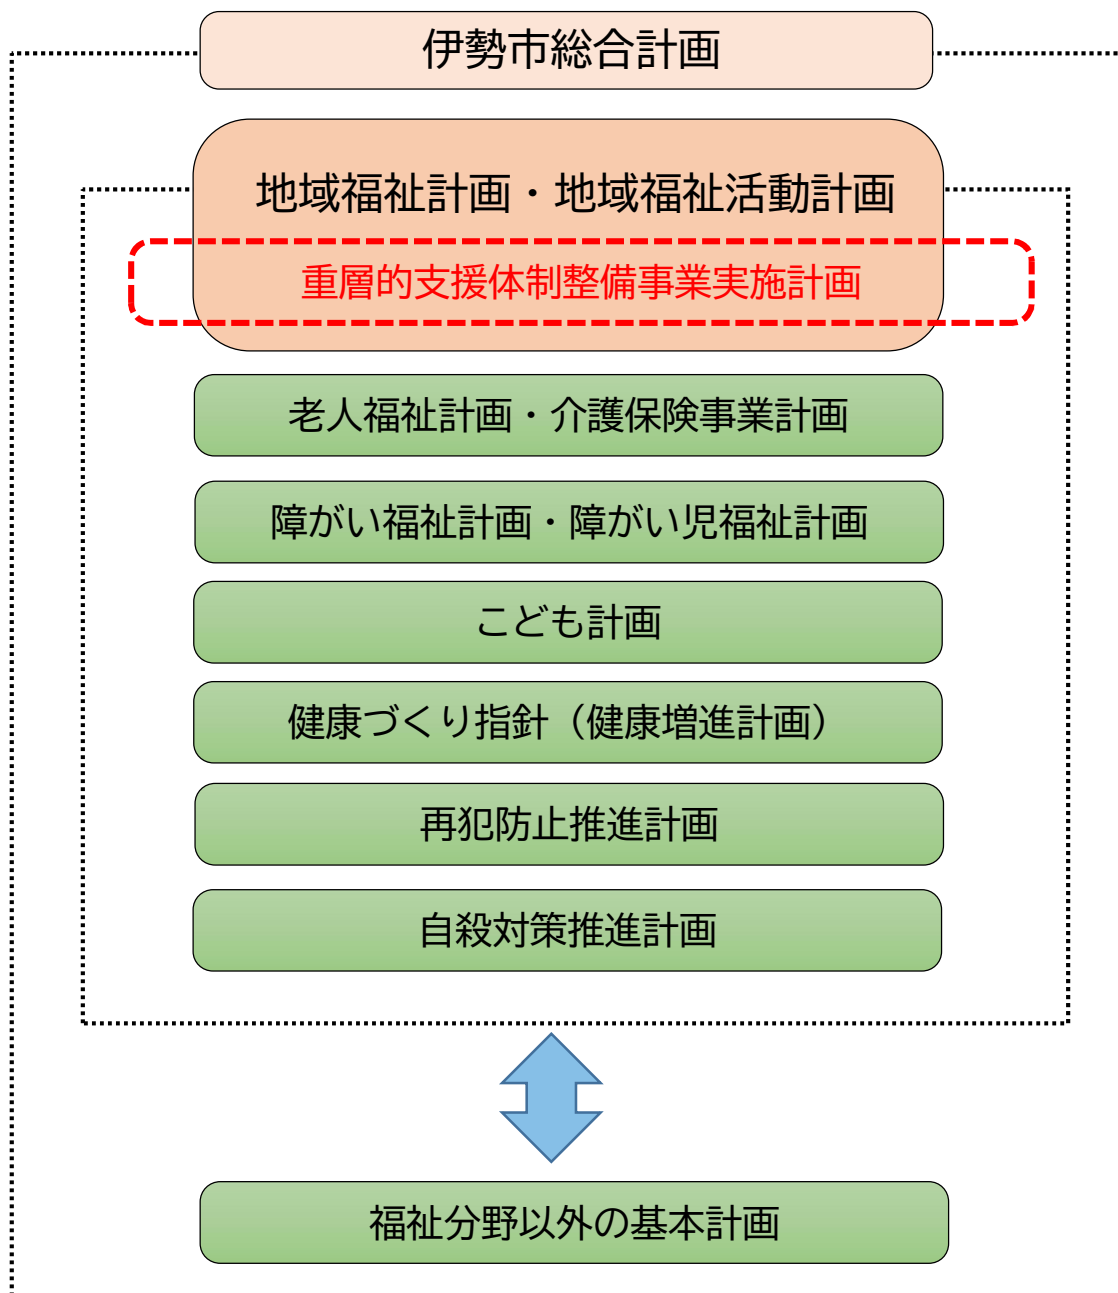 伊勢市総合計画
地域福祉計画・地域福祉活動計画
重層的支援体制整備事業実施計画
老人福祉計画・介護保険事業計画
障がい福祉計画・障がい児福祉計画
こども計画
健康づくり指針（健康増進計画）
再犯防止推進計画
自殺対策推進計画
福祉分野以外の基本計画